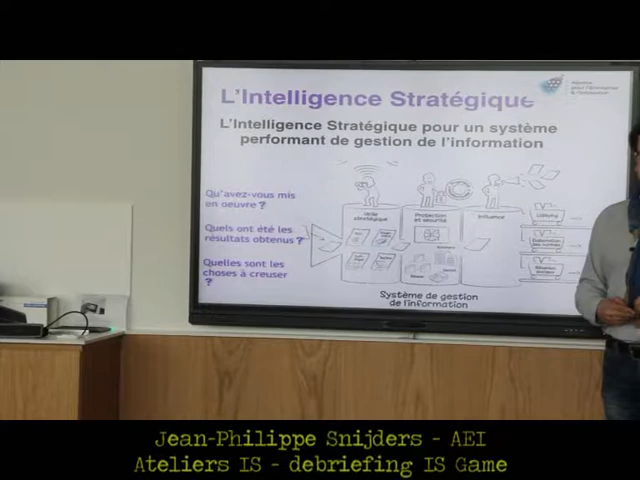 L'Intelligence Stratégique
L'Intelligence Stratégique pour un système
performant de gestion de l'information
Qu'avez-vous mis
en oeuvre ?
Quels ont été les
résultats obtenus ?
Quelles sont les
choses à creuser
?
Veille
stratégique
Protection
et sécurité
Influence
Lobbying
Système de gestion
de l'information
Jean-Philippe Snijders - AEI
Ateliers IS - debriefing IS Game